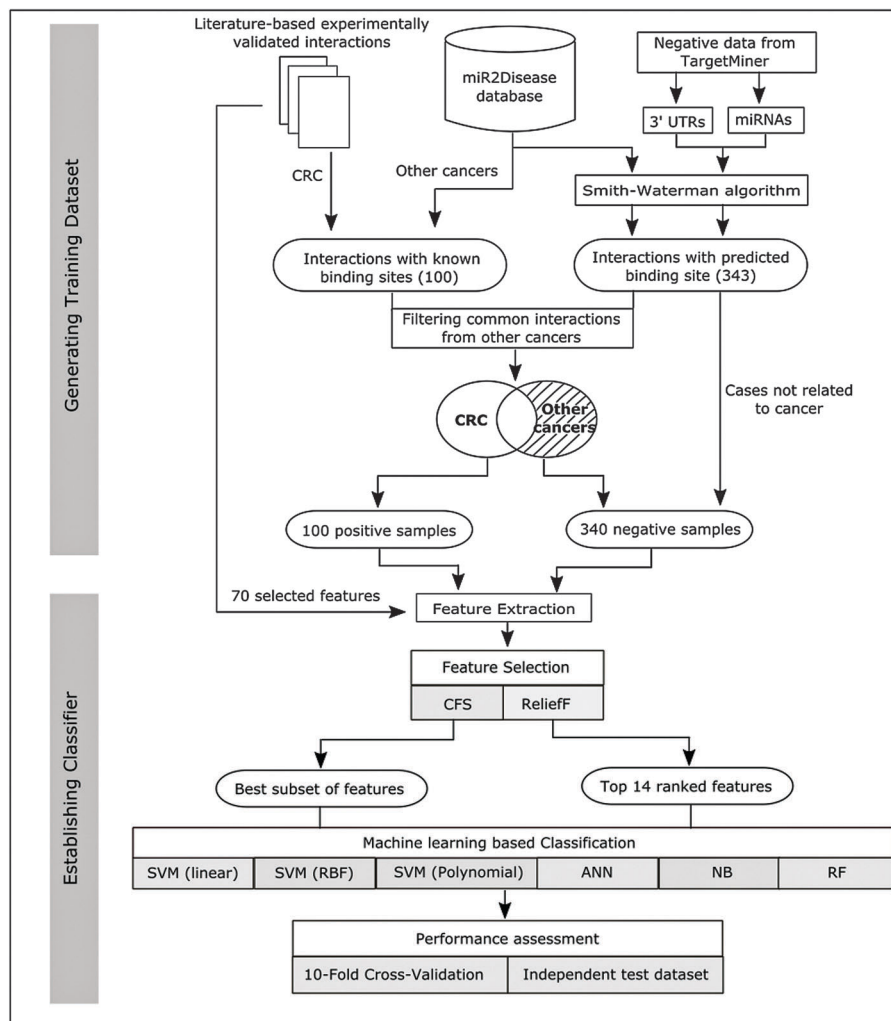 Literature-based experimentally
validated interactions
miR2Disease
database
Negative data from
TargetMiner
3' UTRs
miRNAs
CRC
Other cancers
Smith-Waterman algorithm
Interactions with known
binding sites (100)
Interactions with predicted
binding site (343)
Filtering common interactions
from other cancers
Cases not related
to cancer
CRC
Other
cancers
100 positive samples
340 negative samples
Generating Training Dataset
70 selected features
Feature Extraction
Feature Selection
CFS
ReliefF
Best subset of features
Top 14 ranked features
Machine learning based Classification
SVM (linear)
SVM (RBF)
SVM (Polynomial)
ANN
NB
RF
Performance assessment
10-Fold Cross-Validation
Independent test dataset
Establishing Classifier